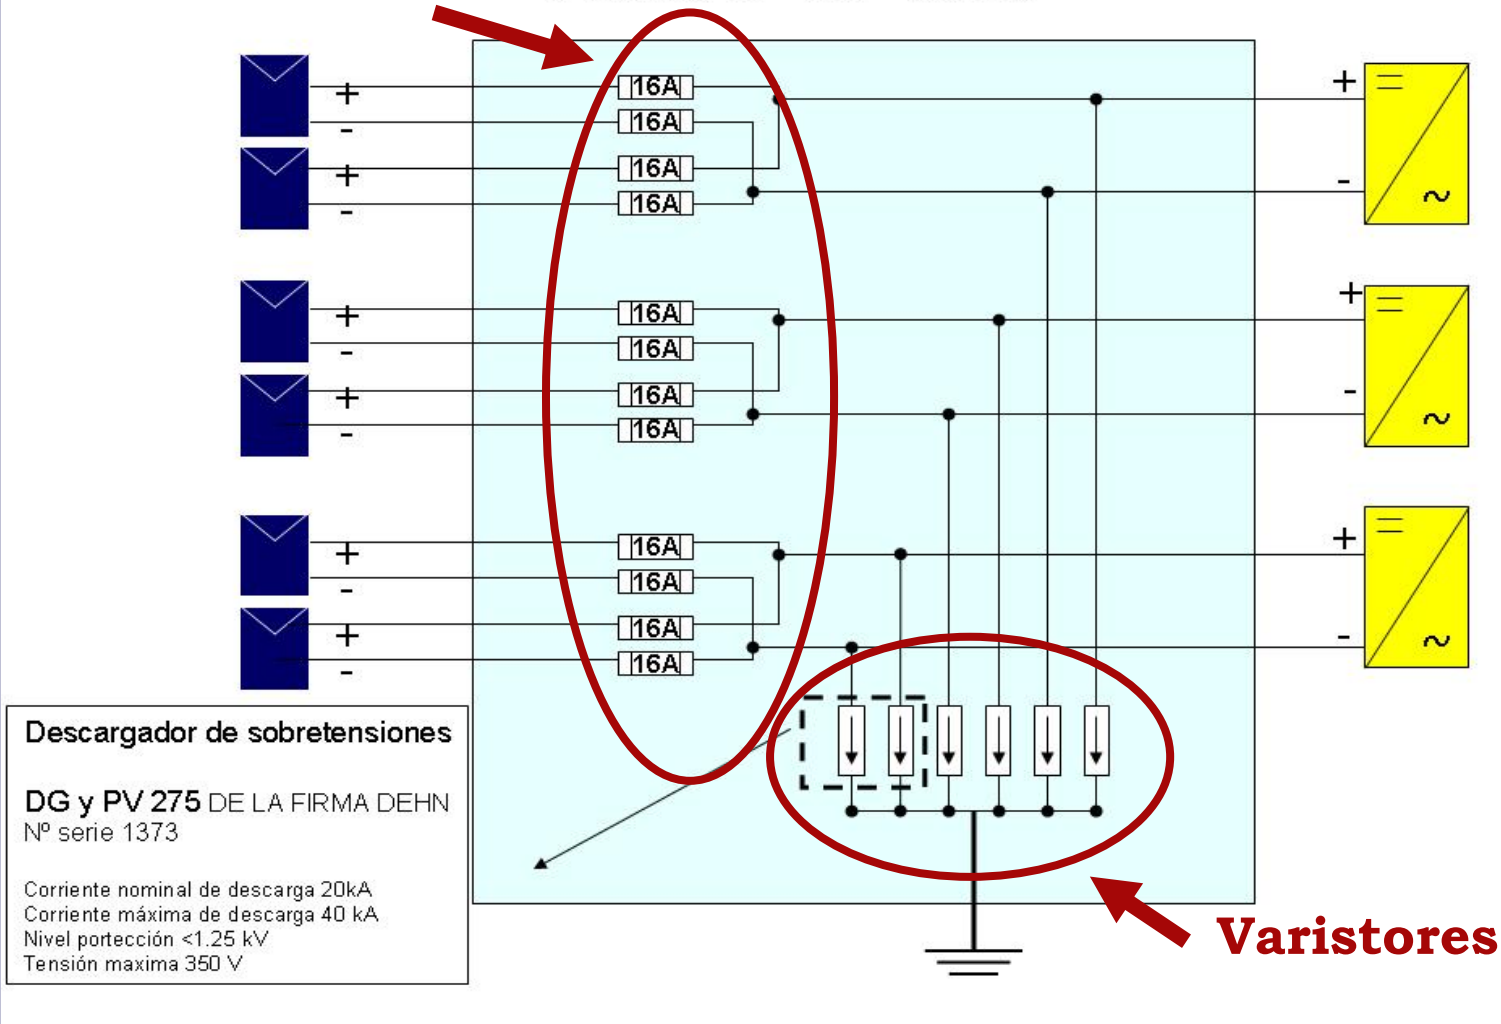 16A
+
16A
-
16A
+
16A
-
+
-
16A
+
16A
-
16A
+
16A
-
+
-
16A
+
16A
-
16A
+
16A
-
+
-
Descargador de sobretensiones
DG y PV 275 DE LA FIRMA DEHN
Nº serie 1373
Corriente nominal de descarga 20kA
Corriente máxima de descarga 40 kA
Nivel portección <1.25 kV
Tensión maxima 350 V
Varistores